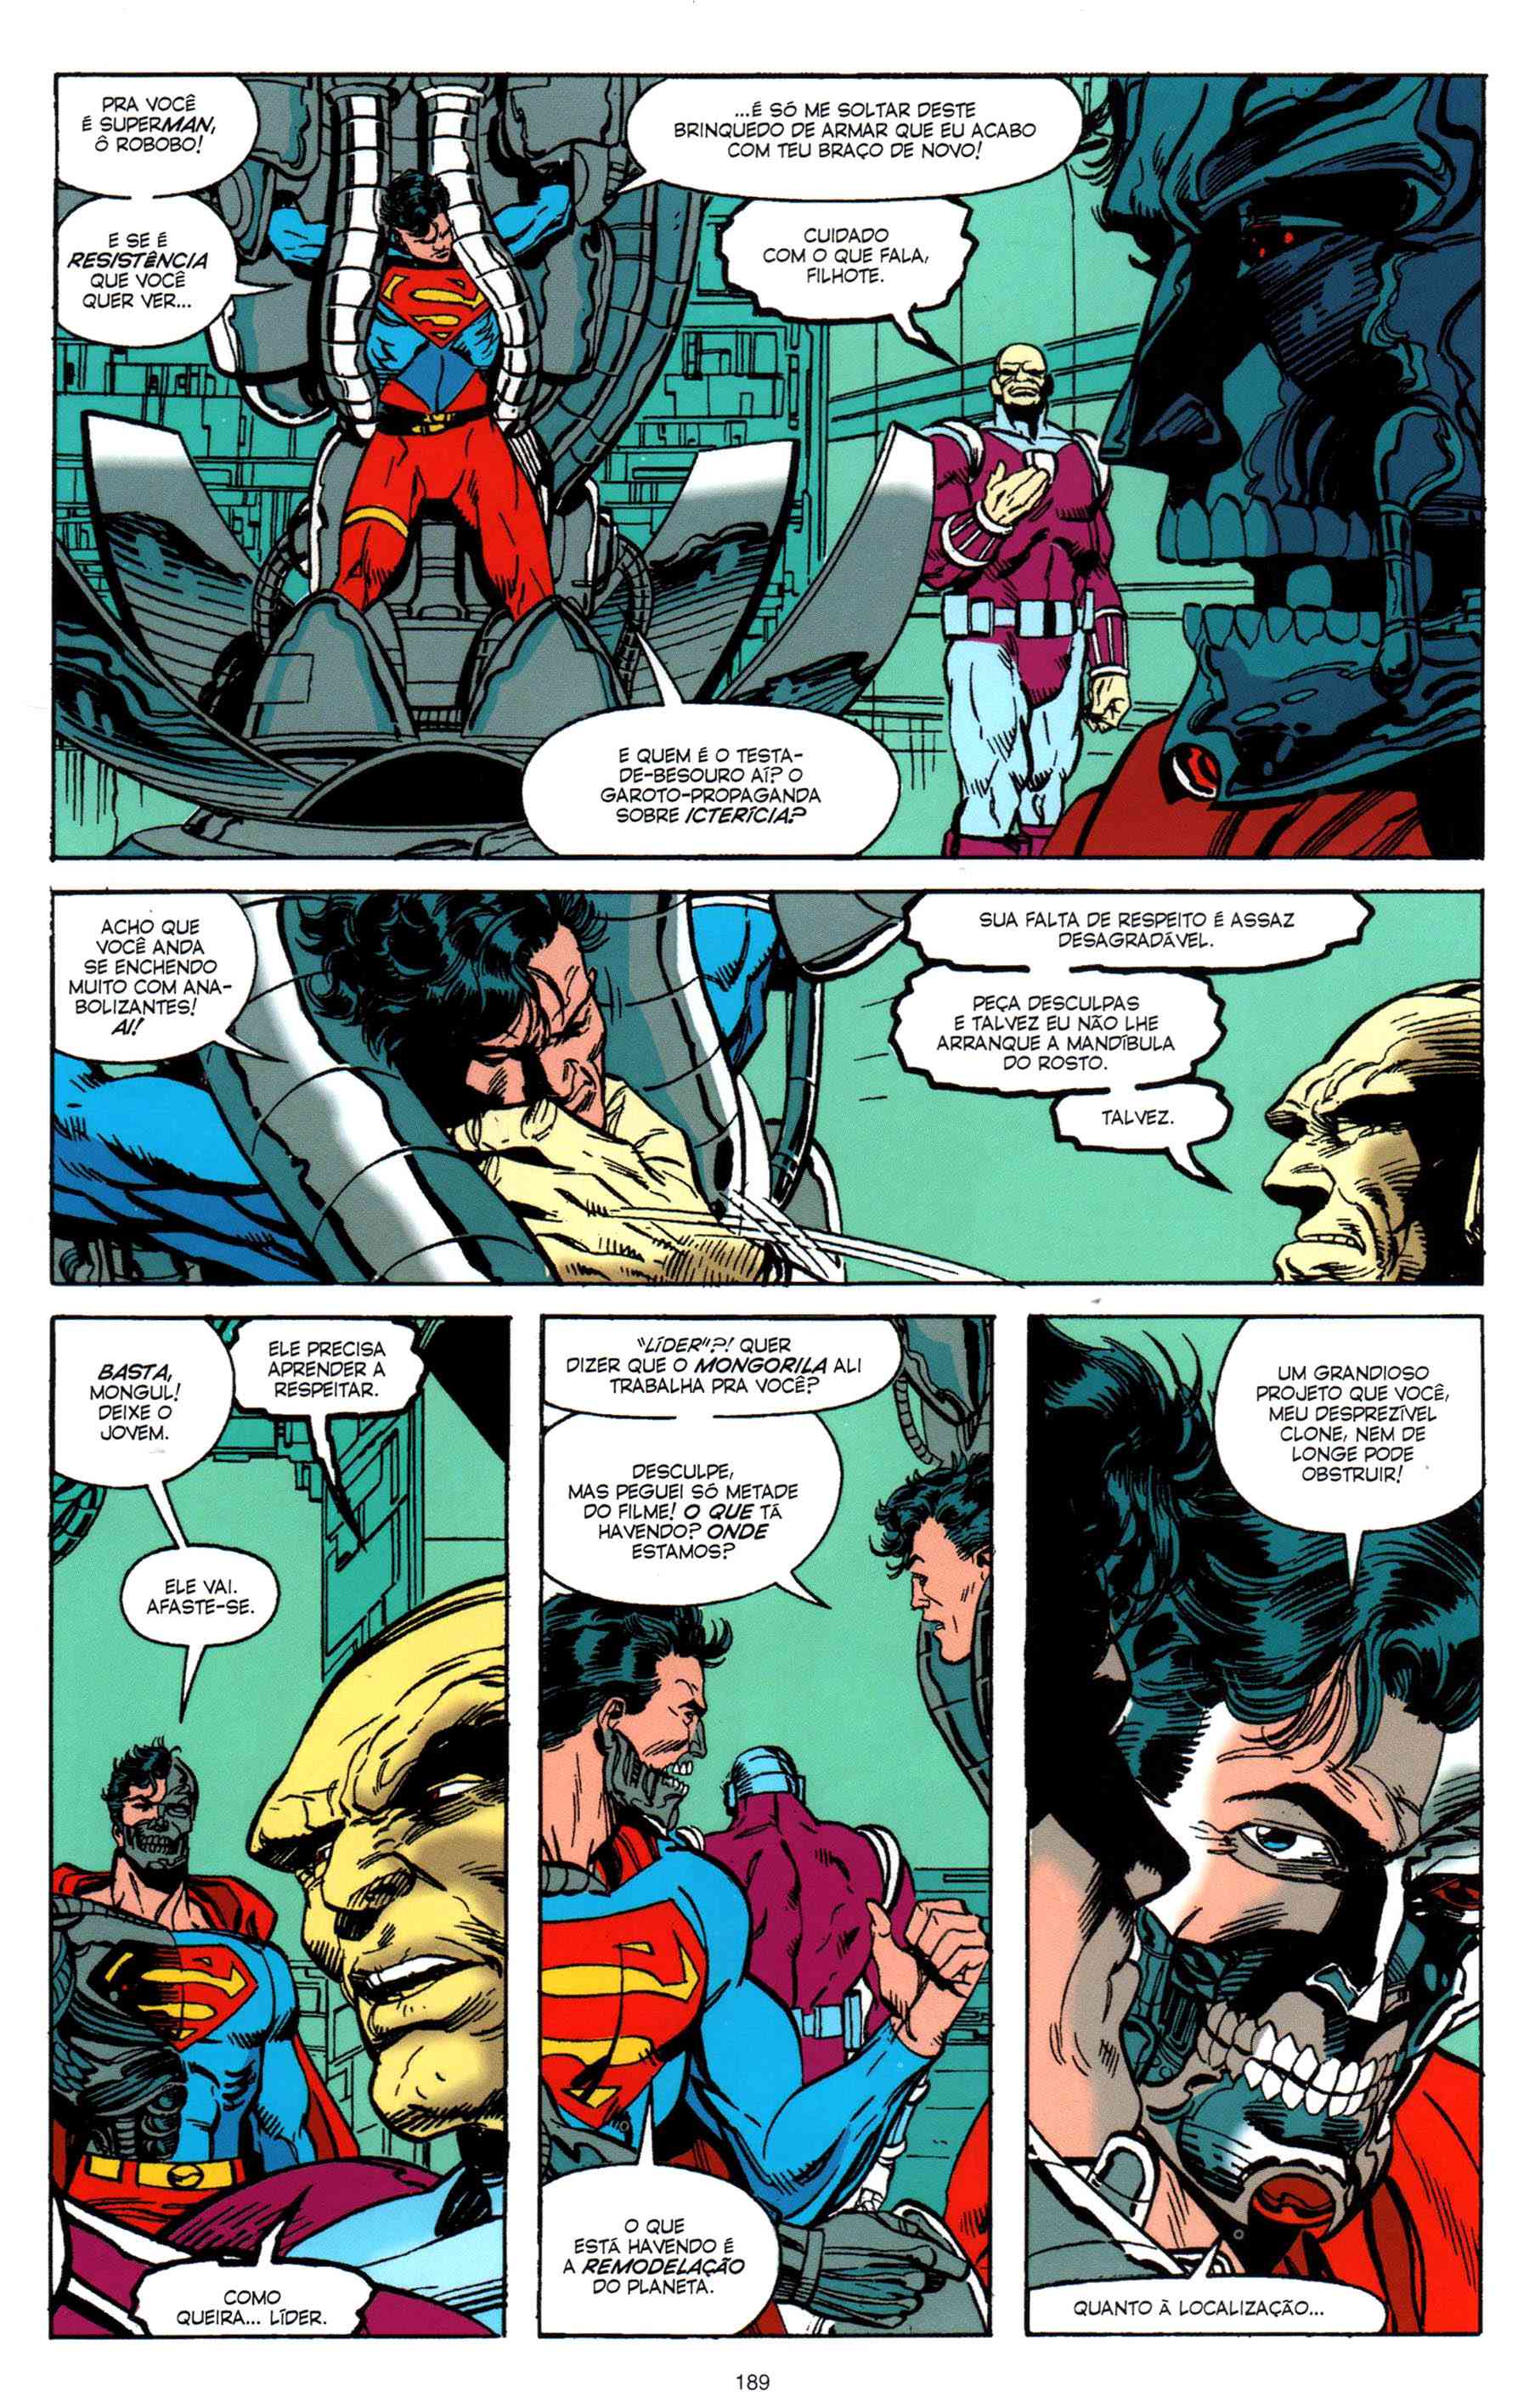 PRA VOCÊ
É SUPERMAN,
Ô ROBOBO!
E SE É
RESISTÊNCIA
QUE VOCÊ
QUER VER...
...É SÓ ME SOLTAR DESTE
BRINQUEDO DE ARMAR QUE EU ACABO
COM TEU BRAÇO DE NOVO!
CUIDADO
COM O QUE FALA,
FILHOTE.
E QUEM É O TESTA-
DE-BESOURO AÍ? O
GAROTO-PROPAGANDA
SOBRE ICTERÍCIA?
ACHO QUE
VOCÊ ANDA
SE ENCHENDO
MUITO COM ANA-
BOLIZANTES!
AI!
SUA FALTA DE RESPEITO É ASSAZ
DESAGRADÁVEL.
PEÇA DESCULPAS
E TALVEZ EU NÃO LHE
ARRANQUE A MANDÍBULA
DO ROSTO.
TALVEZ.
BASTA,
MONGUL!
DEIXE O
JOVEM.
ELE PRECISA
APRENDER A
RESPEITAR.
ELE VAI.
AFASTE-SE.
COMO
QUEIRA... LÍDER.
"LÍDER"?! QUER
DIZER QUE O MONGORILA ALI
TRABALHA PRA VOCÊ?
DESCULPE,
MAS PEGUEI SÓ METADE
DO FILME! O QUE TÁ
HAVENDO? ONDE
ESTAMOS?
O QUE
ESTÁ HAVENDO É
A REMODELAÇÃO
DO PLANETA.
UM GRANDIOSO
PROJETO QUE VOCÊ,
MEU DESPREZÍVEL
CLONE, NEM DE
LONGE PODE
OBSTRUIR!
QUANTO À LOCALIZAÇÃO...
189